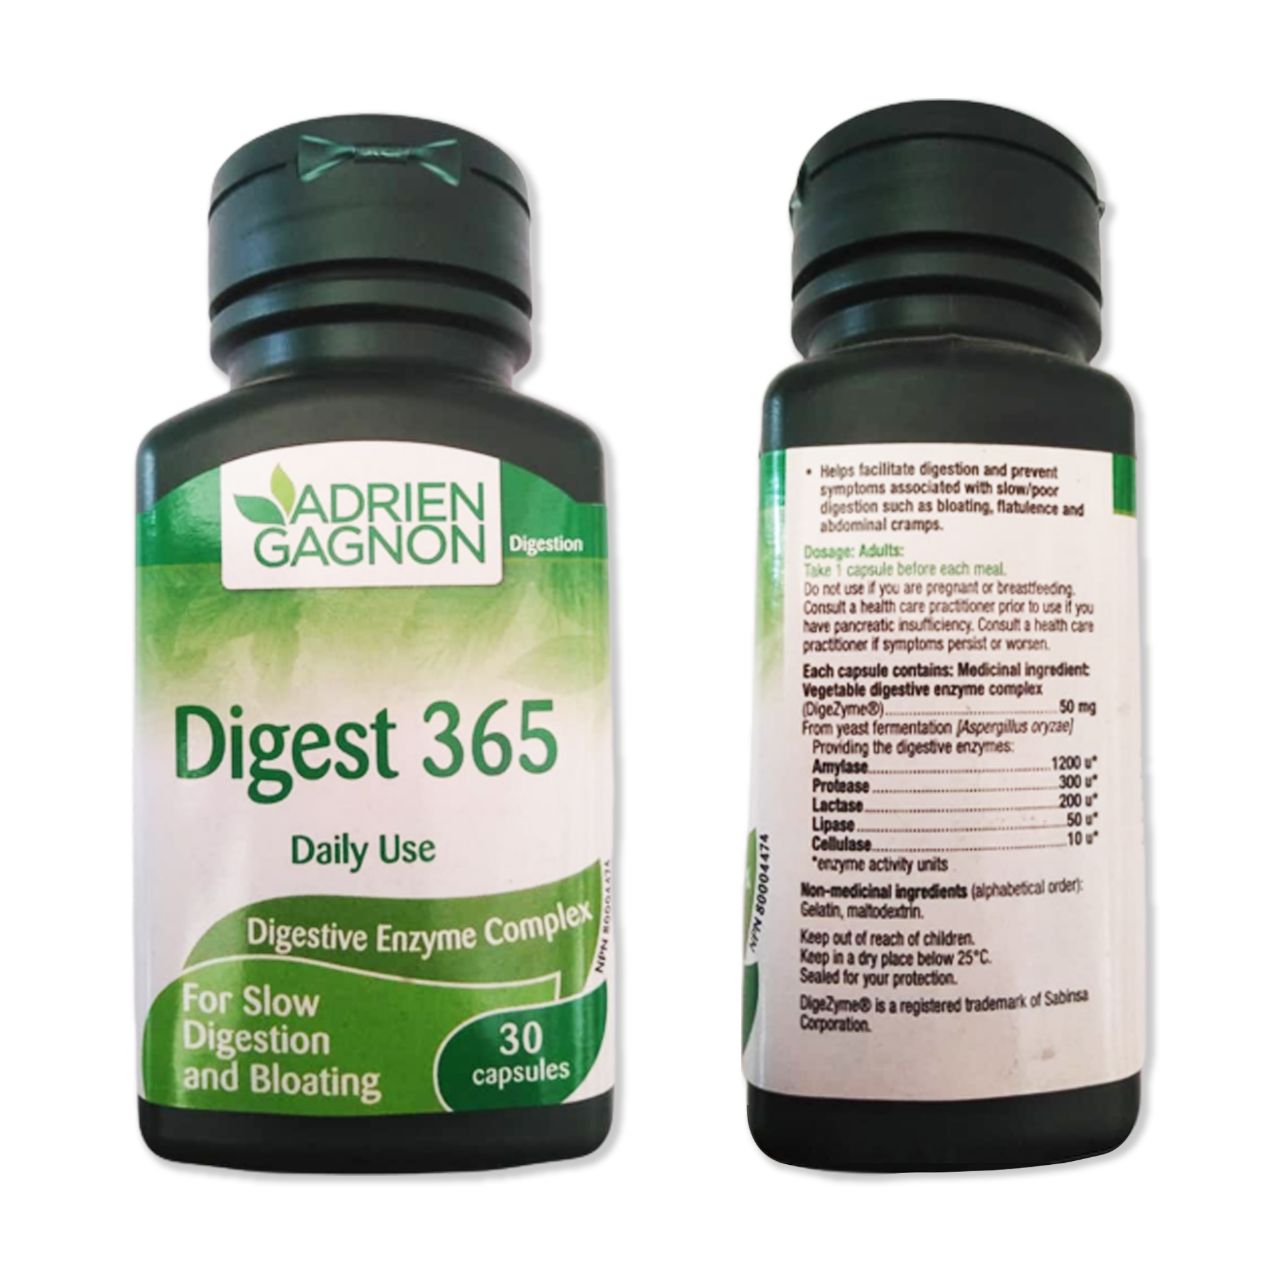 ADRIEN
GAGNON
Digestion
Digest 365
Daily Use
Digestive Enzyme Complex
NPN 80004474
For Slow
Digestion
and Bloating
30
capsules
• Helps facilitate digestion and prevent
symptoms associated with slow/poor
digestion such as bloating, flatulence and
abdominal cramps.
Dosage: Adults:
Take 1 capsule before each meal.
Do not use if you are pregnant or breastfeeding.
Consult a health care practitioner prior to use if you
have pancreatic insufficiency. Consult a health care
practitioner if symptoms persist or worsen.
Each capsule contains: Medicinal ingredient:
Vegetable digestive enzyme complex
(DigeZyme®) 50 mg
From yeast fermentation [Aspergillus oryzae]
Providing the digestive enzymes:
Amylase 1200 u*
Protease 300 u*
Lactase 200 u*
Lipase 50 u*
Cellulase 10 u*
*enzyme activity units
Non-medicinal ingredients (alphabetical order):
Gelatin, maltodextrin.
Keep out of reach of children.
Keep in a dry place below 25°C.
Sealed for your protection.
DigeZyme® is a registered trademark of Sabinsa
Corporation.
NPN 80004474